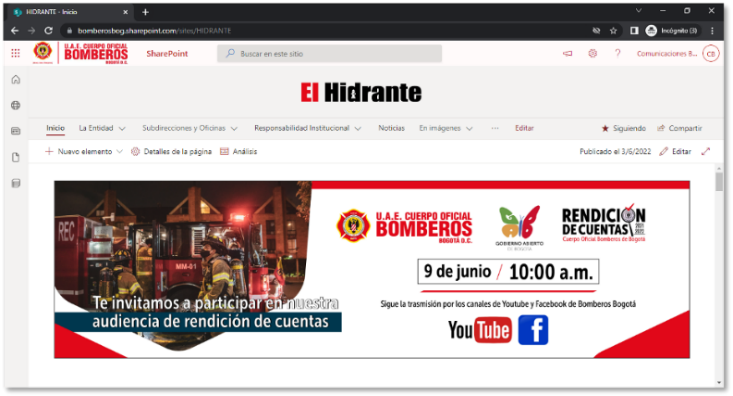 HIDRANTE - Inicio
bomberosbog.sharepoint.com/sites/HIDRANTE
Incógnito (3)
U.A.E. CUERPO OFICIAL
BOMBEROS
BOGOTÁ D.C.
SharePoint
Buscar en este sitio
?
Comunicaciones B...
CB
El Hidrante
Inicio
La Entidad
Subdirecciones y Oficinas
Responsabilidad Institucional
Noticias
En imágenes
···
Editar
Siguiendo
Compartir
+ Nuevo elemento
Detalles de la página
Análisis
Publicado el 3/6/2022
Editar
REC
MM-01
Te invitamos a participar en nuestra
audiencia de rendición de cuentas
U.A.E. CUERPO OFICIAL
BOMBEROS
BOGOTÁ D.C.
GOBIERNO ABIERTO
DE BOGOTÁ
RENDICIÓN
DE CUENTAS
Cuerpo Oficial Bomberos de Bogotá
9 de junio / 10:00 a.m.
Sigue la trasmisión por los canales de Youtube y Facebook de Bomberos Bogotá
YouTube f